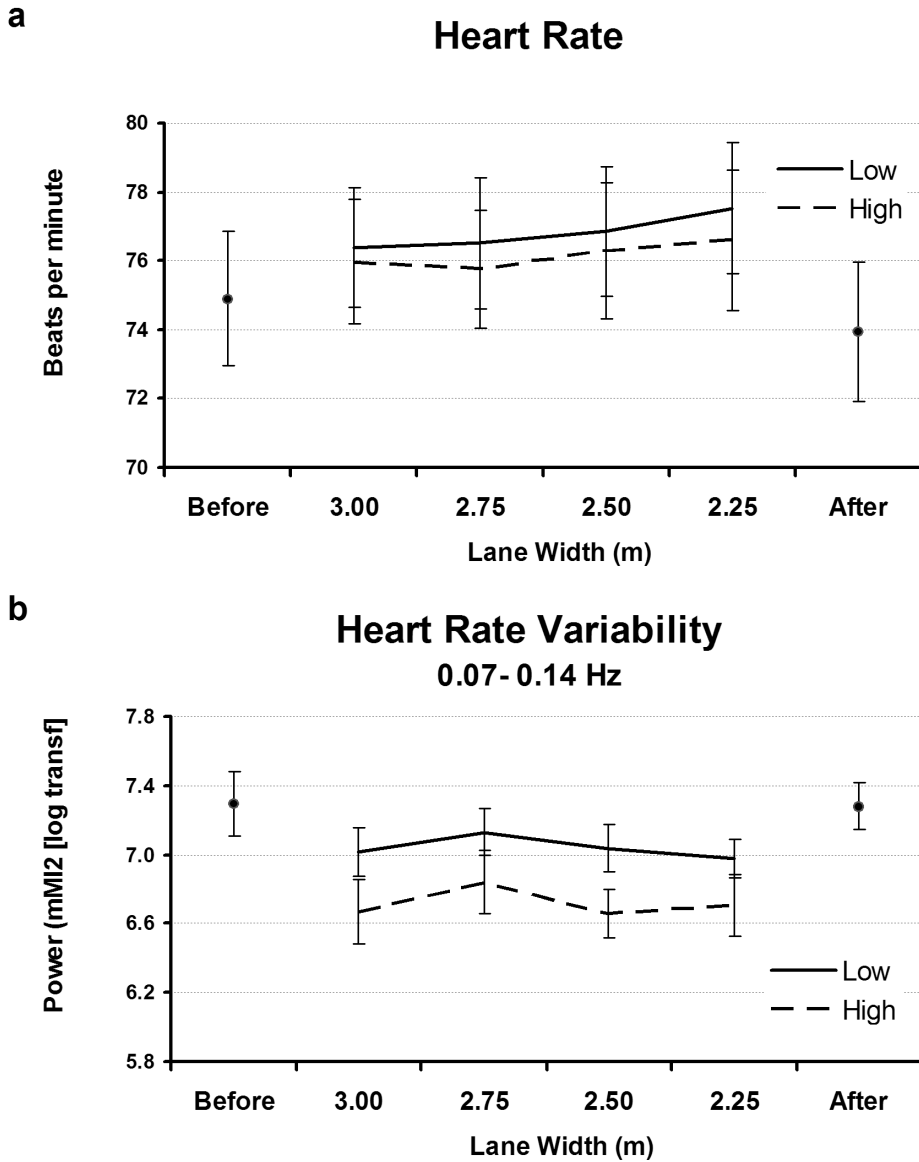 a
Heart Rate
80
78
76
74
72
70
Beats per minute
Low
High
Before 3.00 2.75 2.50 2.25 After
Lane Width (m)
b
Heart Rate Variability
0.07- 0.14 Hz
7.8
7.4
7.0
6.6
6.2
5.8
Power (mMI2 [log transf]
Low
High
Before 3.00 2.75 2.50 2.25 After
Lane Width (m)